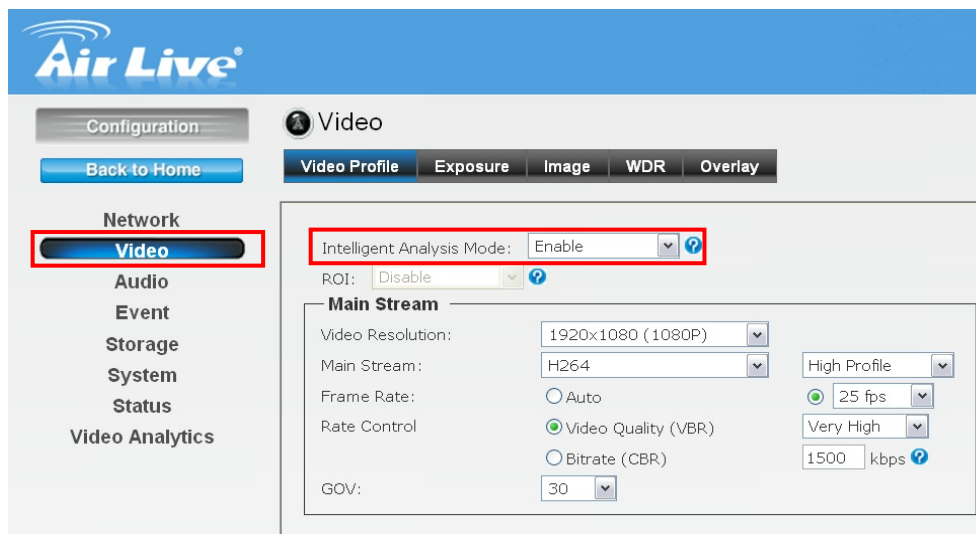 Air Live®
Configuration
Back to Home
Network
Video
Audio
Event
Storage
System
Status
Video Analytics
Video
Video Profile Exposure Image WDR Overlay
Intelligent Analysis Mode: Enable ?
ROI: Disable ?
Main Stream
Video Resolution: 1920x1080 (1080P)
Main Stream: H264 High Profile
Frame Rate: Auto 25 fps
Rate Control Video Quality (VBR) Very High
Bitrate (CBR) 1500 kbps ?
GOV: 30